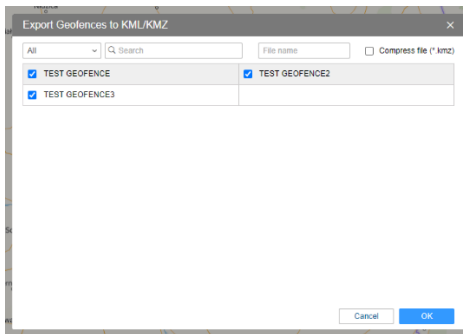 Export Geofences to KML/KMZ
All Search File name Compress file (*.kmz)
TEST GEOFENCE TEST GEOFENCE2
TEST GEOFENCE3
Cancel OK